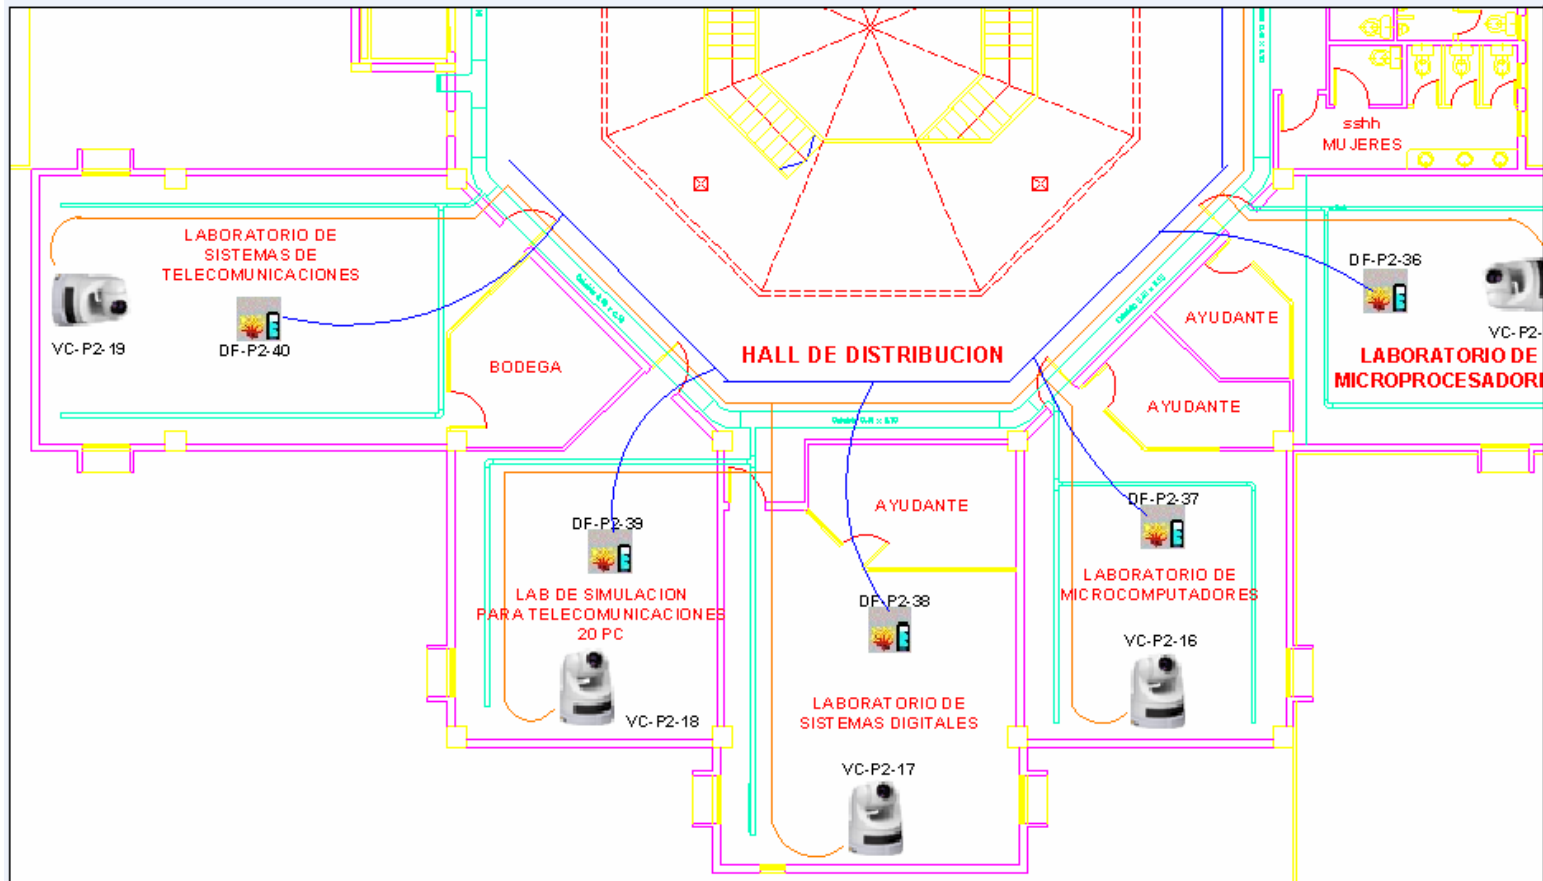 sshh
MUJERES
LABORATORIO DE
SISTEMAS DE
TELECOMUNICACIONES
VC-P2-19
DF-P2-40
BODEGA
HALL DE DISTRIBUCION
AYUDANTE
AYUDANTE
DF-P2-36
VC-P2-
LABORATORIO DE
MICROPROCESADORE
DF-P2-39
LAB DE SIMULACION
PARA TELECOMUNICACIONES
20 PC
VC-P2-18
AYUDANTE
DF-P2-38
LABORATORIO DE
SISTEMAS DIGITALES
VC-P2-17
DF-P2-37
LABORATORIO DE
MICROCOMPUTADORES
VC-P2-16